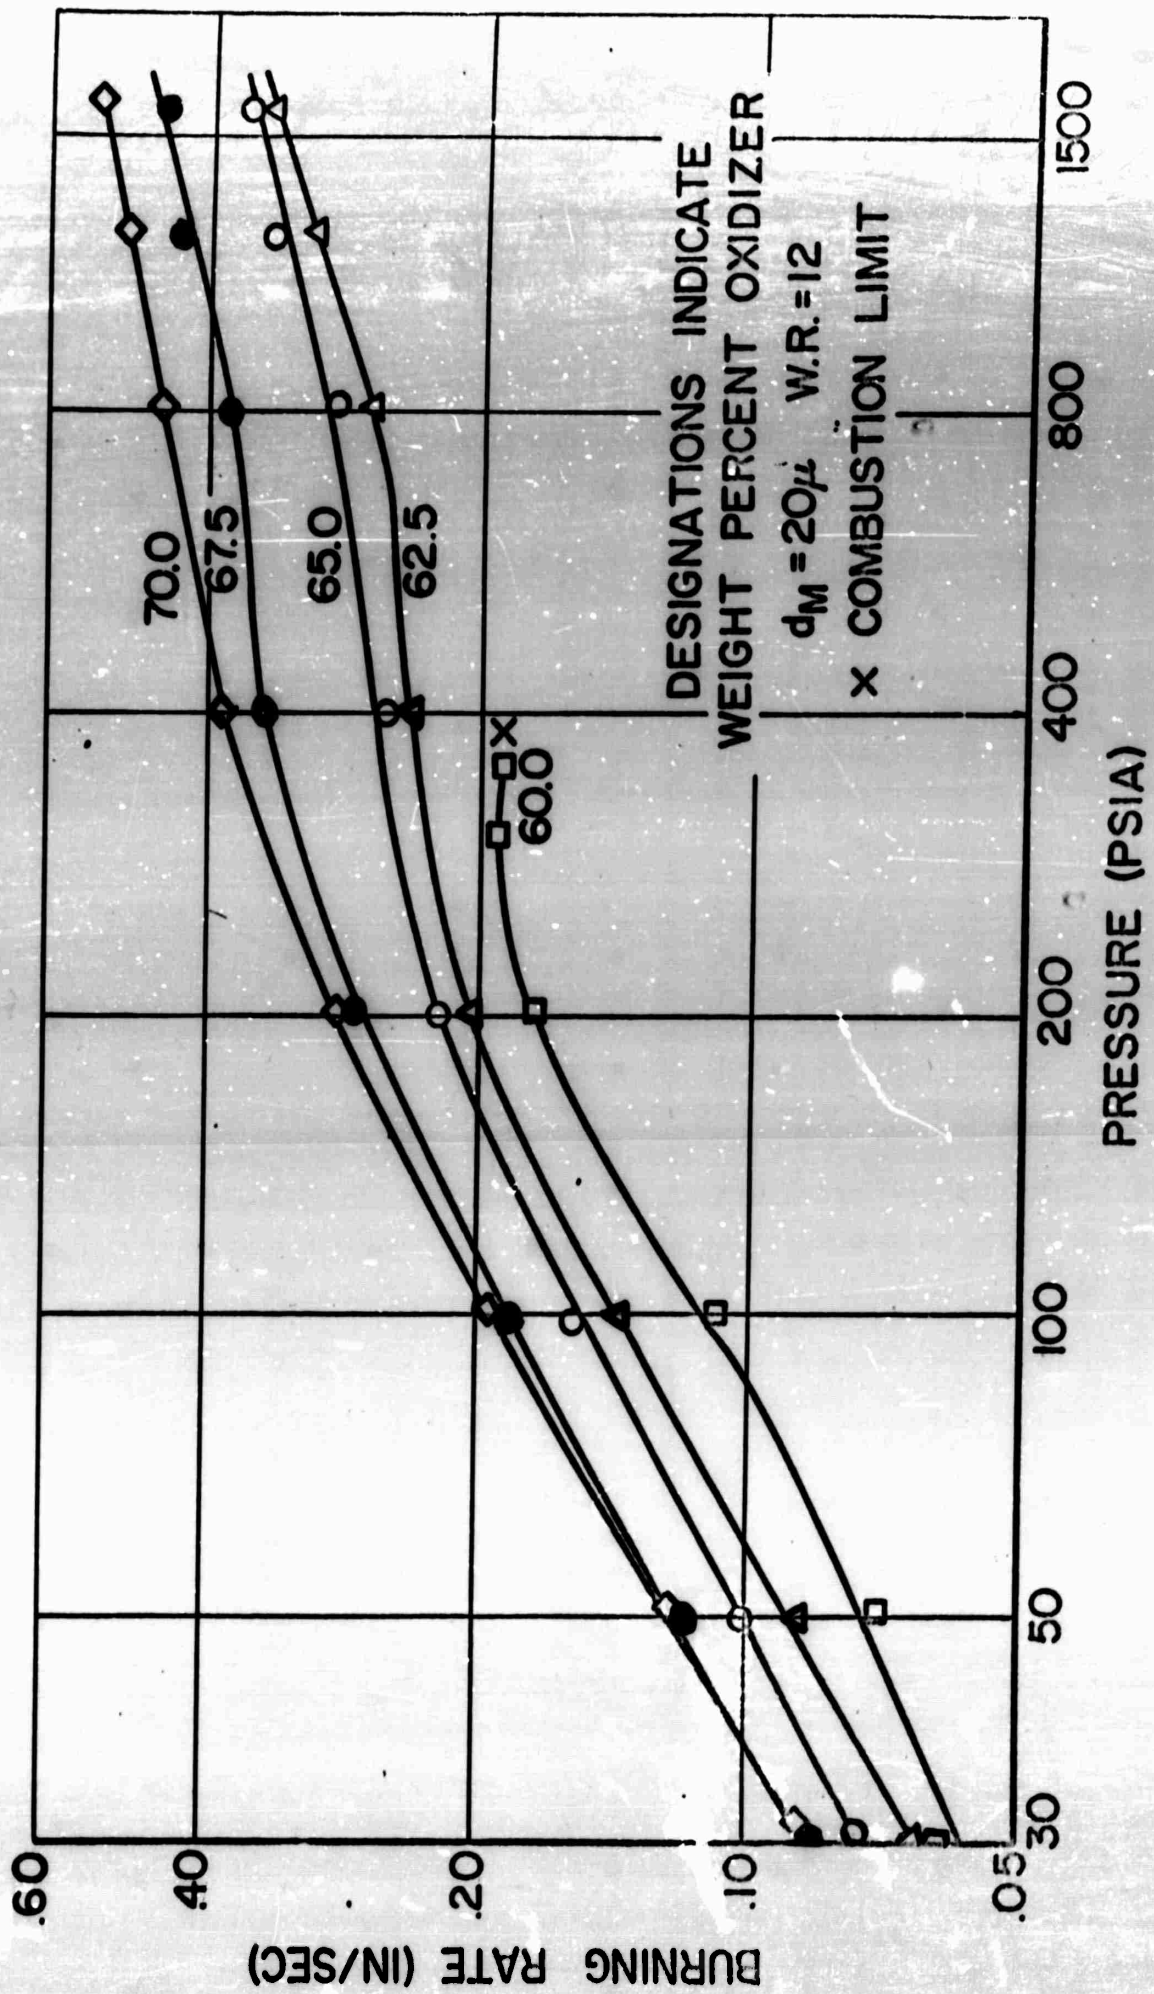 .60
.40
.20
.10
.05
BURNING RATE (IN/SEC)
70.0
67.5
65.0
62.5
60.0
X
DESIGNATIONS INDICATE
WEIGHT PERCENT OXIDIZER
dM = 20μ W.R. = 12
X COMBUSTION LIMIT
30
50
100
200
400
800
1500
PRESSURE (PSIA)